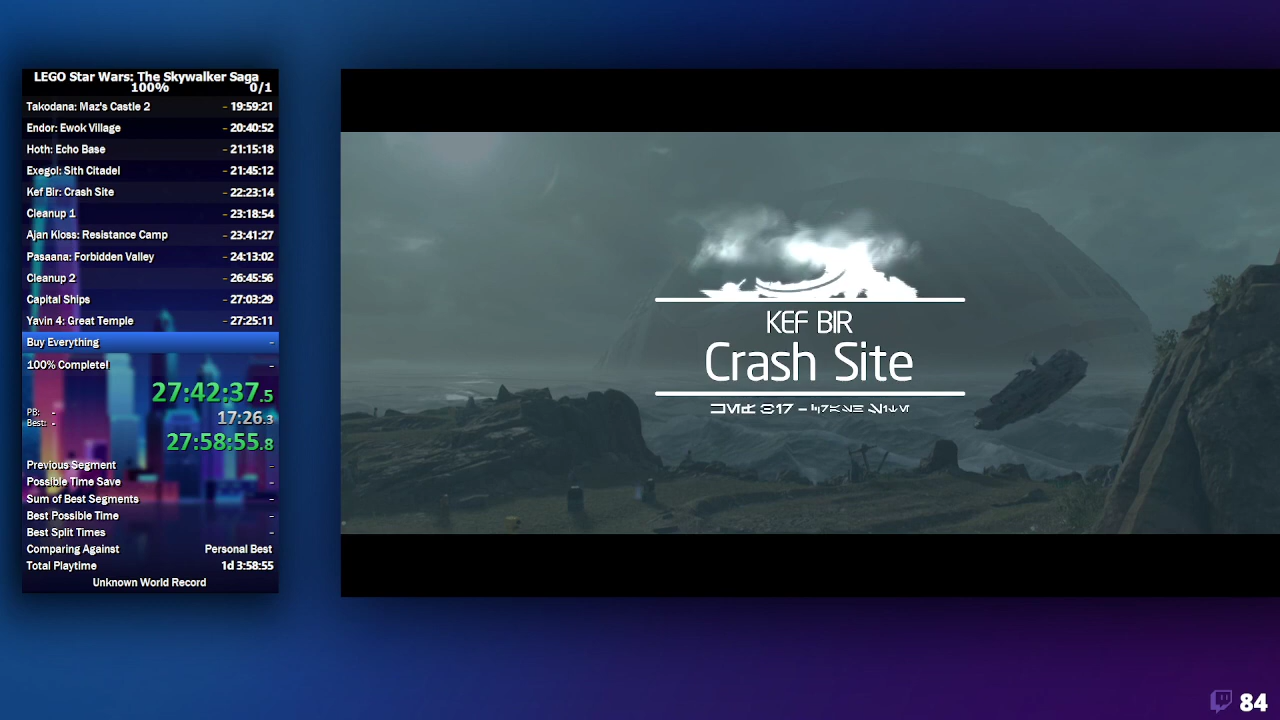 LEGO Star Wars: The Skywalker Saga
100% 0/1
Takodana: Maz's Castle 2 - 19:59:21
Endor: Ewok Village - 20:40:52
Hoth: Echo Base - 21:15:18
Exegol: Sith Citadel - 21:45:12
Kef Bir: Crash Site - 22:23:14
Cleanup 1 - 23:18:54
Ajan Kloss: Resistance Camp - 23:41:27
Pasaana: Forbidden Valley - 24:13:02
Cleanup 2 - 26:45:56
Capital Ships - 27:03:29
Yavin 4: Great Temple - 27:25:11
Buy Everything -
100% Complete! -
27:42:37.5
PB: - 17:26.3
Best: -
27:58:55.8
Previous Segment -
Possible Time Save -
Sum of Best Segments -
Best Possible Time -
Best Split Times -
Comparing Against Personal Best
Total Playtime 1d 3:58:55
Unknown World Record
KEF BIR
Crash Site
84